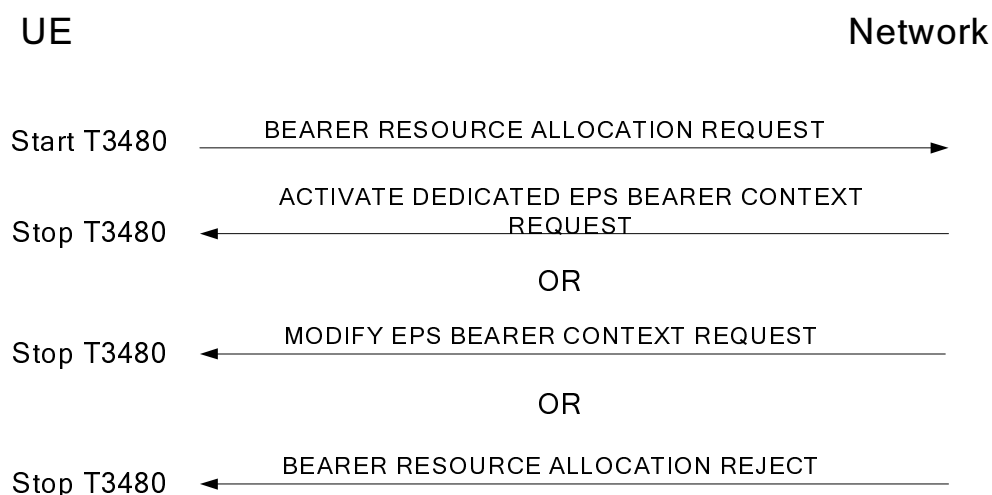 UE Network
Start T3480 BEARER RESOURCE ALLOCATION REQUEST
ACTIVATE DEDICATED EPS BEARER CONTEXT
Stop T3480 REQUEST
OR
Stop T3480 MODIFY EPS BEARER CONTEXT REQUEST
OR
Stop T3480 BEARER RESOURCE ALLOCATION REJECT